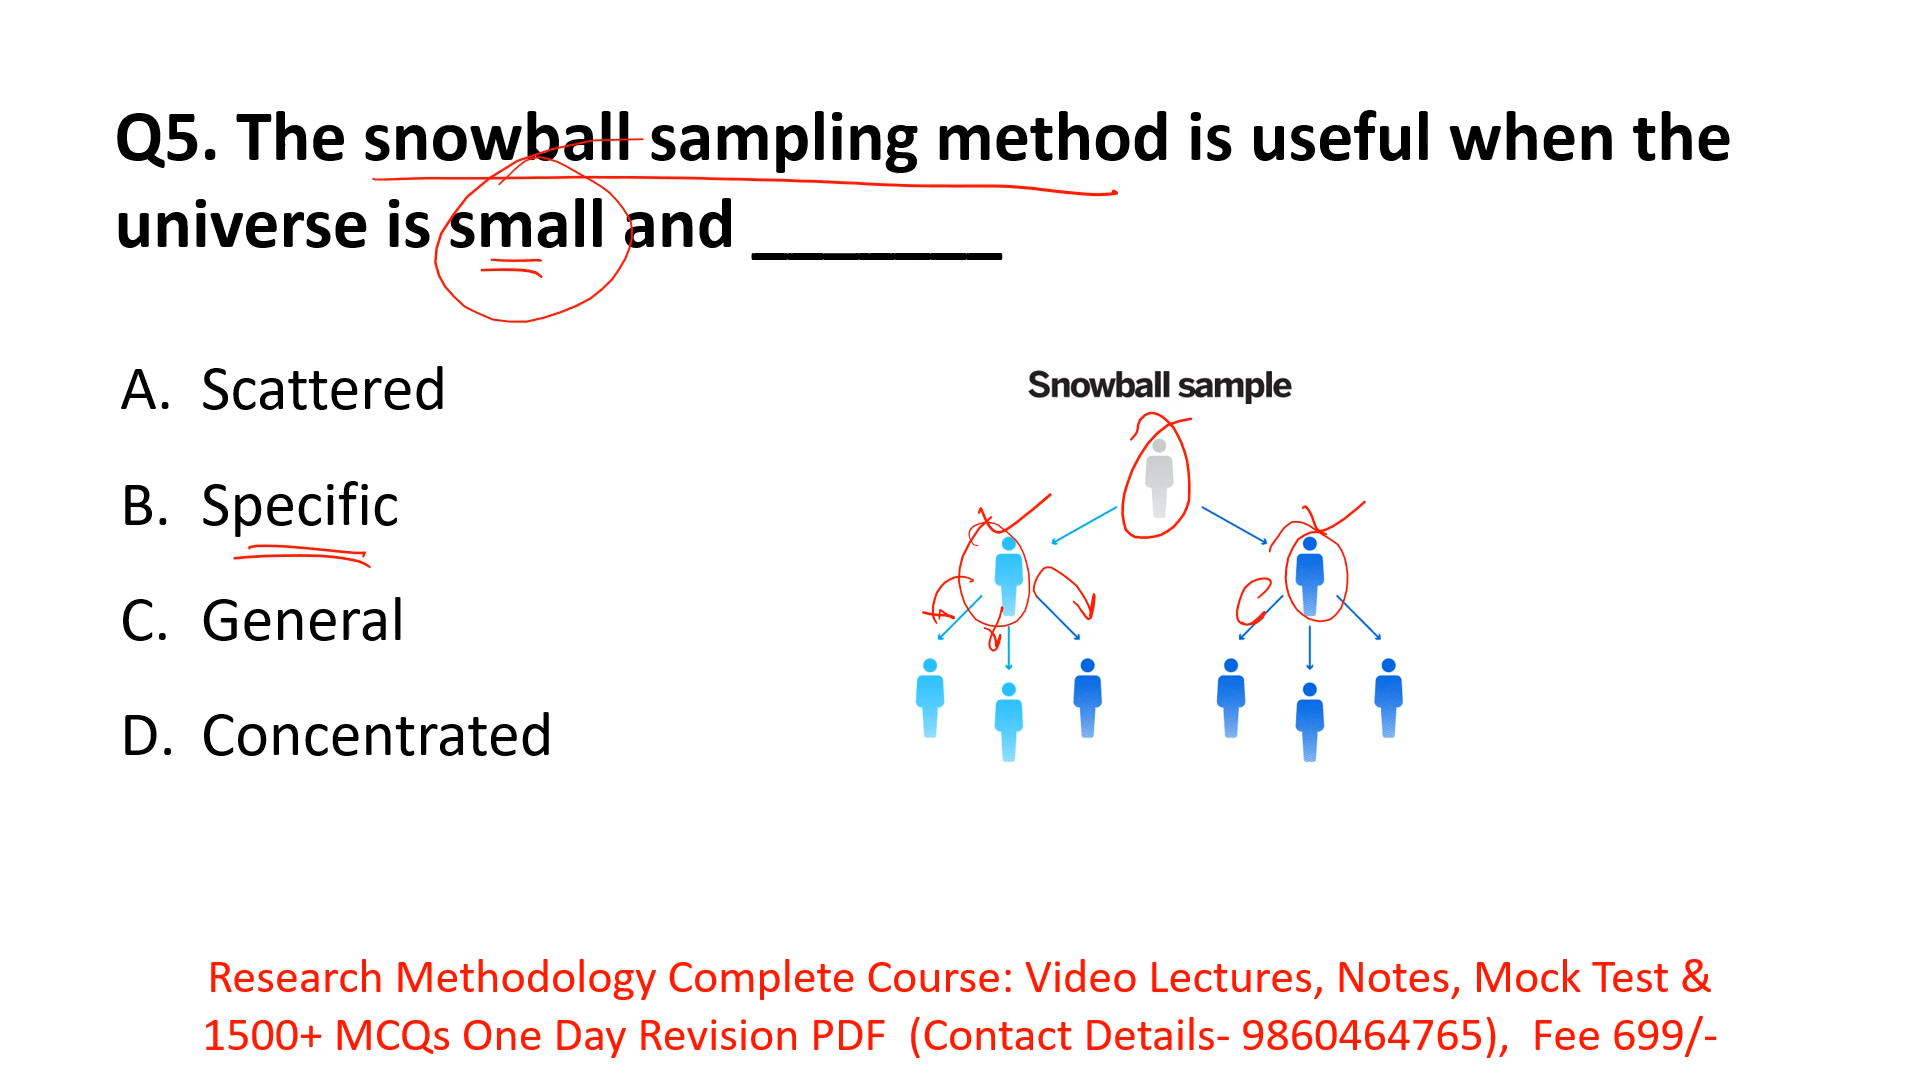 Q5. The snowball sampling method is useful when the
universe is small and _______
A. Scattered
B. Specific
C. General
D. Concentrated
Snowball sample
Research Methodology Complete Course: Video Lectures, Notes, Mock Test &
1500+ MCQs One Day Revision PDF (Contact Details- 9860464765), Fee 699/-